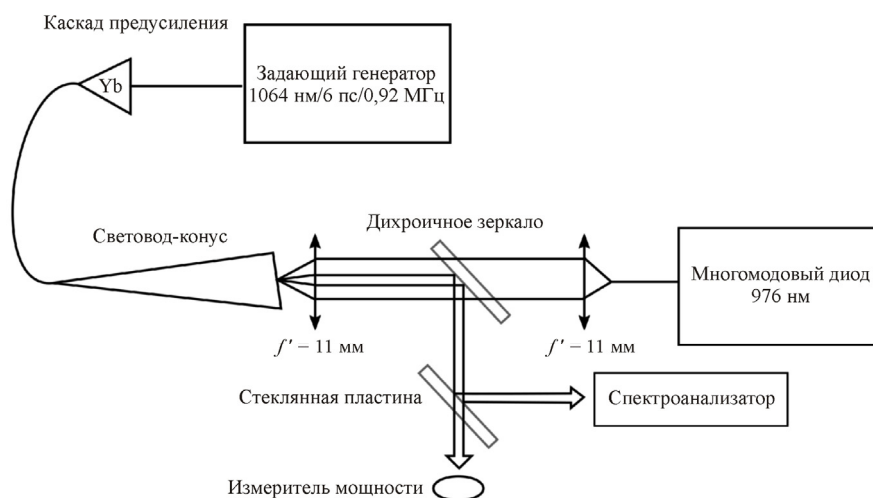 Каскад предусиления
Yb
Задающий генератор
1064 нм/6 пс/0,92 МГц
Световод-конус
Дихроичное зеркало
Многомодовый диод
976 нм
f′ – 11 мм
f′ – 11 мм
Стеклянная пластина
Спектроанализатор
Измеритель мощности